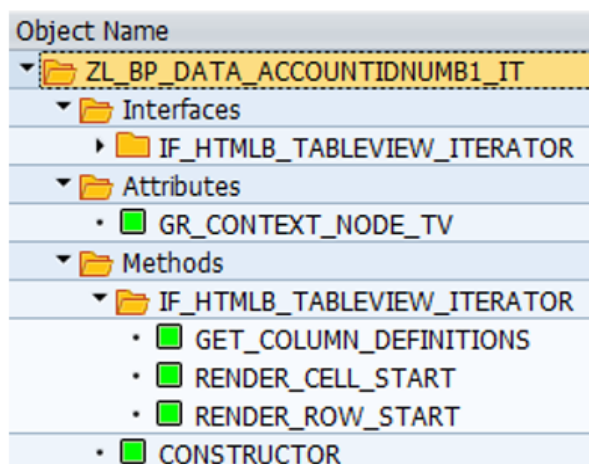 Object Name
ZL_BP_DATA_ACCOUNTIDNUMB1_IT
Interfaces
IF_HTMLB_TABLEVIEW_ITERATOR
Attributes
GR_CONTEXT_NODE_TV
Methods
IF_HTMLB_TABLEVIEW_ITERATOR
GET_COLUMN_DEFINITIONS
RENDER_CELL_START
RENDER_ROW_START
CONSTRUCTOR